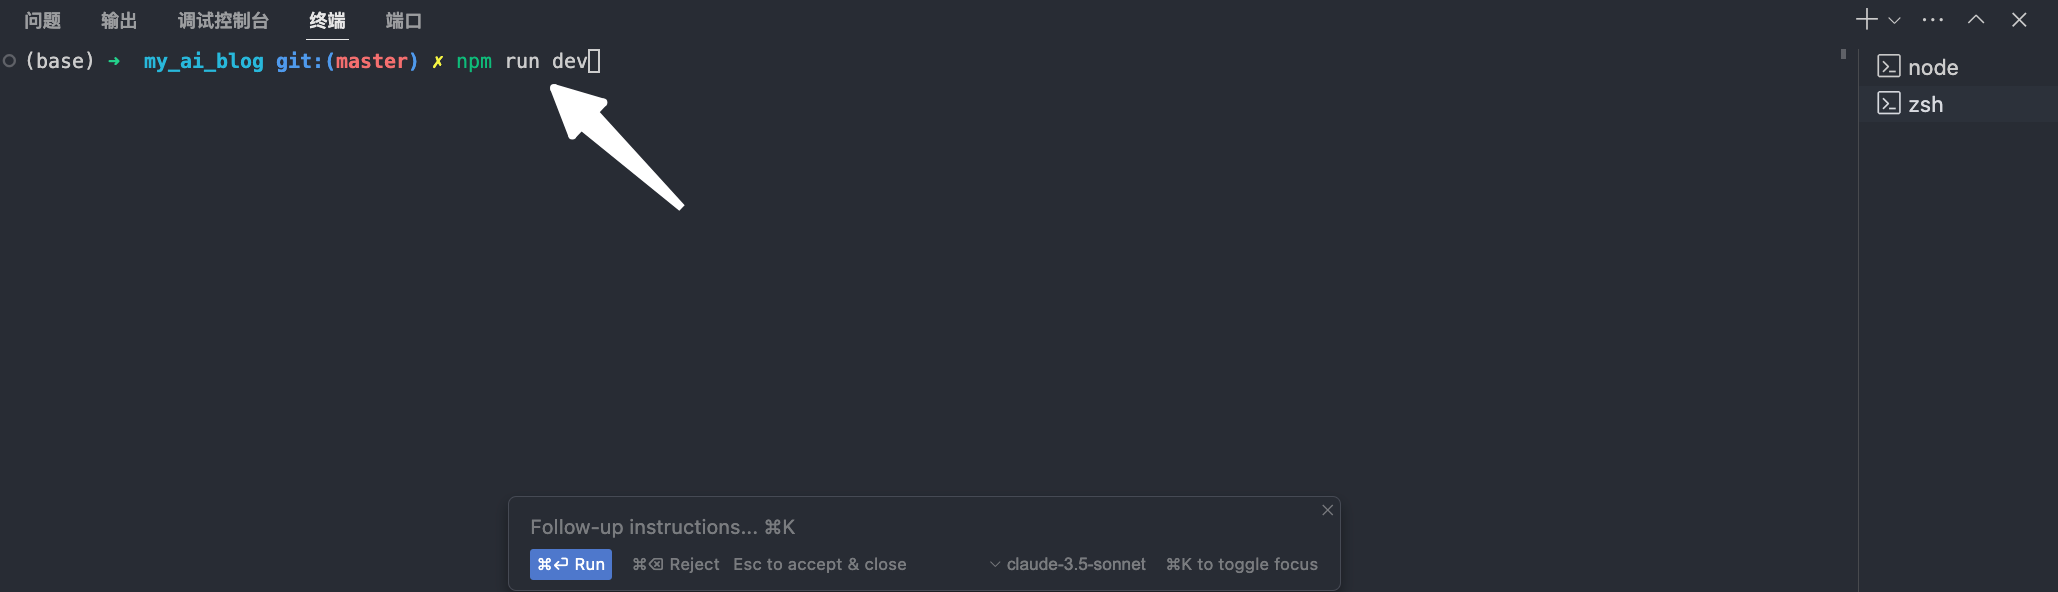 问题 输出 调试控制台 终端 端口
(base) ➜ my_ai_blog git:(master) ✗ npm run dev
node
zsh
Follow-up instructions... ⌘K
⌘⏎ Run ⌘⌫ Reject Esc to accept & close claude-3.5-sonnet ⌘K to toggle focus